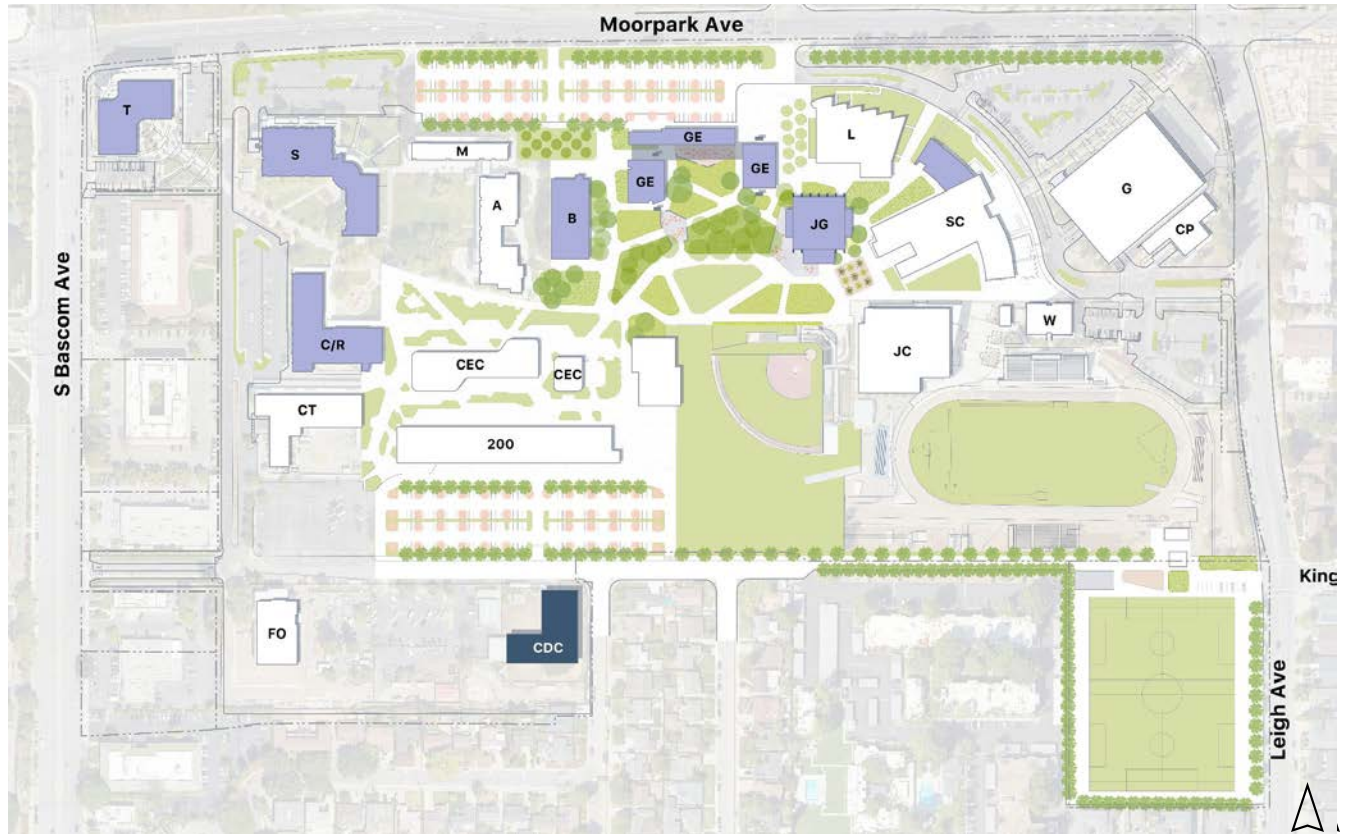 Moorpark Ave
T
S
M
GE
L
GE
GE
A
B
JG
SC
G
CP
S Bascom Ave
C/R
CEC
CEC
JC
W
CT
200
FO
CDC
King
Leigh Ave